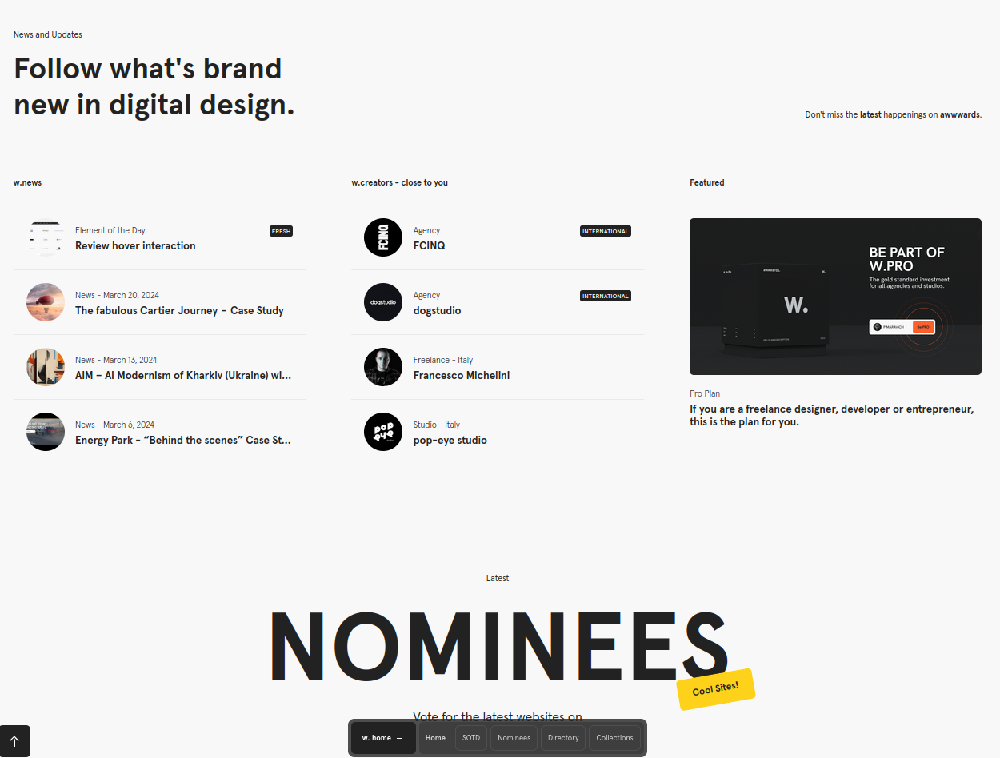 News and Updates
Follow what's brand
new in digital design.
Don't miss the latest happenings on awwwards.
w.news
Element of the Day
FRESH
Review hover interaction
News - March 20, 2024
The fabulous Cartier Journey - Case Study
News - March 13, 2024
AIM – AI Modernism of Kharkiv (Ukraine) wi...
News - March 6, 2024
Energy Park - “Behind the scenes” Case St...
w.creators - close to you
FCINQ
Agency
INTERNATIONAL
FCINQ
dogstudio
Agency
INTERNATIONAL
dogstudio
Freelance - Italy
Francesco Michelini
pop
eye
Studio - Italy
pop-eye studio
Featured
BE PART OF
W.PRO
The gold standard investment
for all agencies and studios.
awwwards.
W.
W.
P.MARAVICH
Be PRO
Pro Plan
If you are a freelance designer, developer or entrepreneur,
this is the plan for you.
Latest
NOMINEES
Cool Sites!
Vote for the latest websites on
w. home
Home
SOTD
Nominees
Directory
Collections